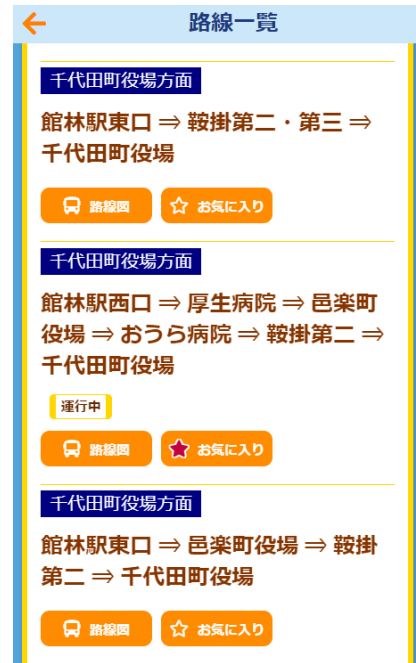 路線一覧
千代田町役場方面
館林駅東口 ⇒ 鞍掛第二・第三 ⇒
千代田町役場
路線図 お気に入り
千代田町役場方面
館林駅西口 ⇒ 厚生病院 ⇒ 邑楽町
役場 ⇒ おうら病院 ⇒ 鞍掛第二 ⇒
千代田町役場
運行中
路線図 お気に入り
千代田町役場方面
館林駅東口 ⇒ 邑楽町役場 ⇒ 鞍掛
第二 ⇒ 千代田町役場
路線図 お気に入り